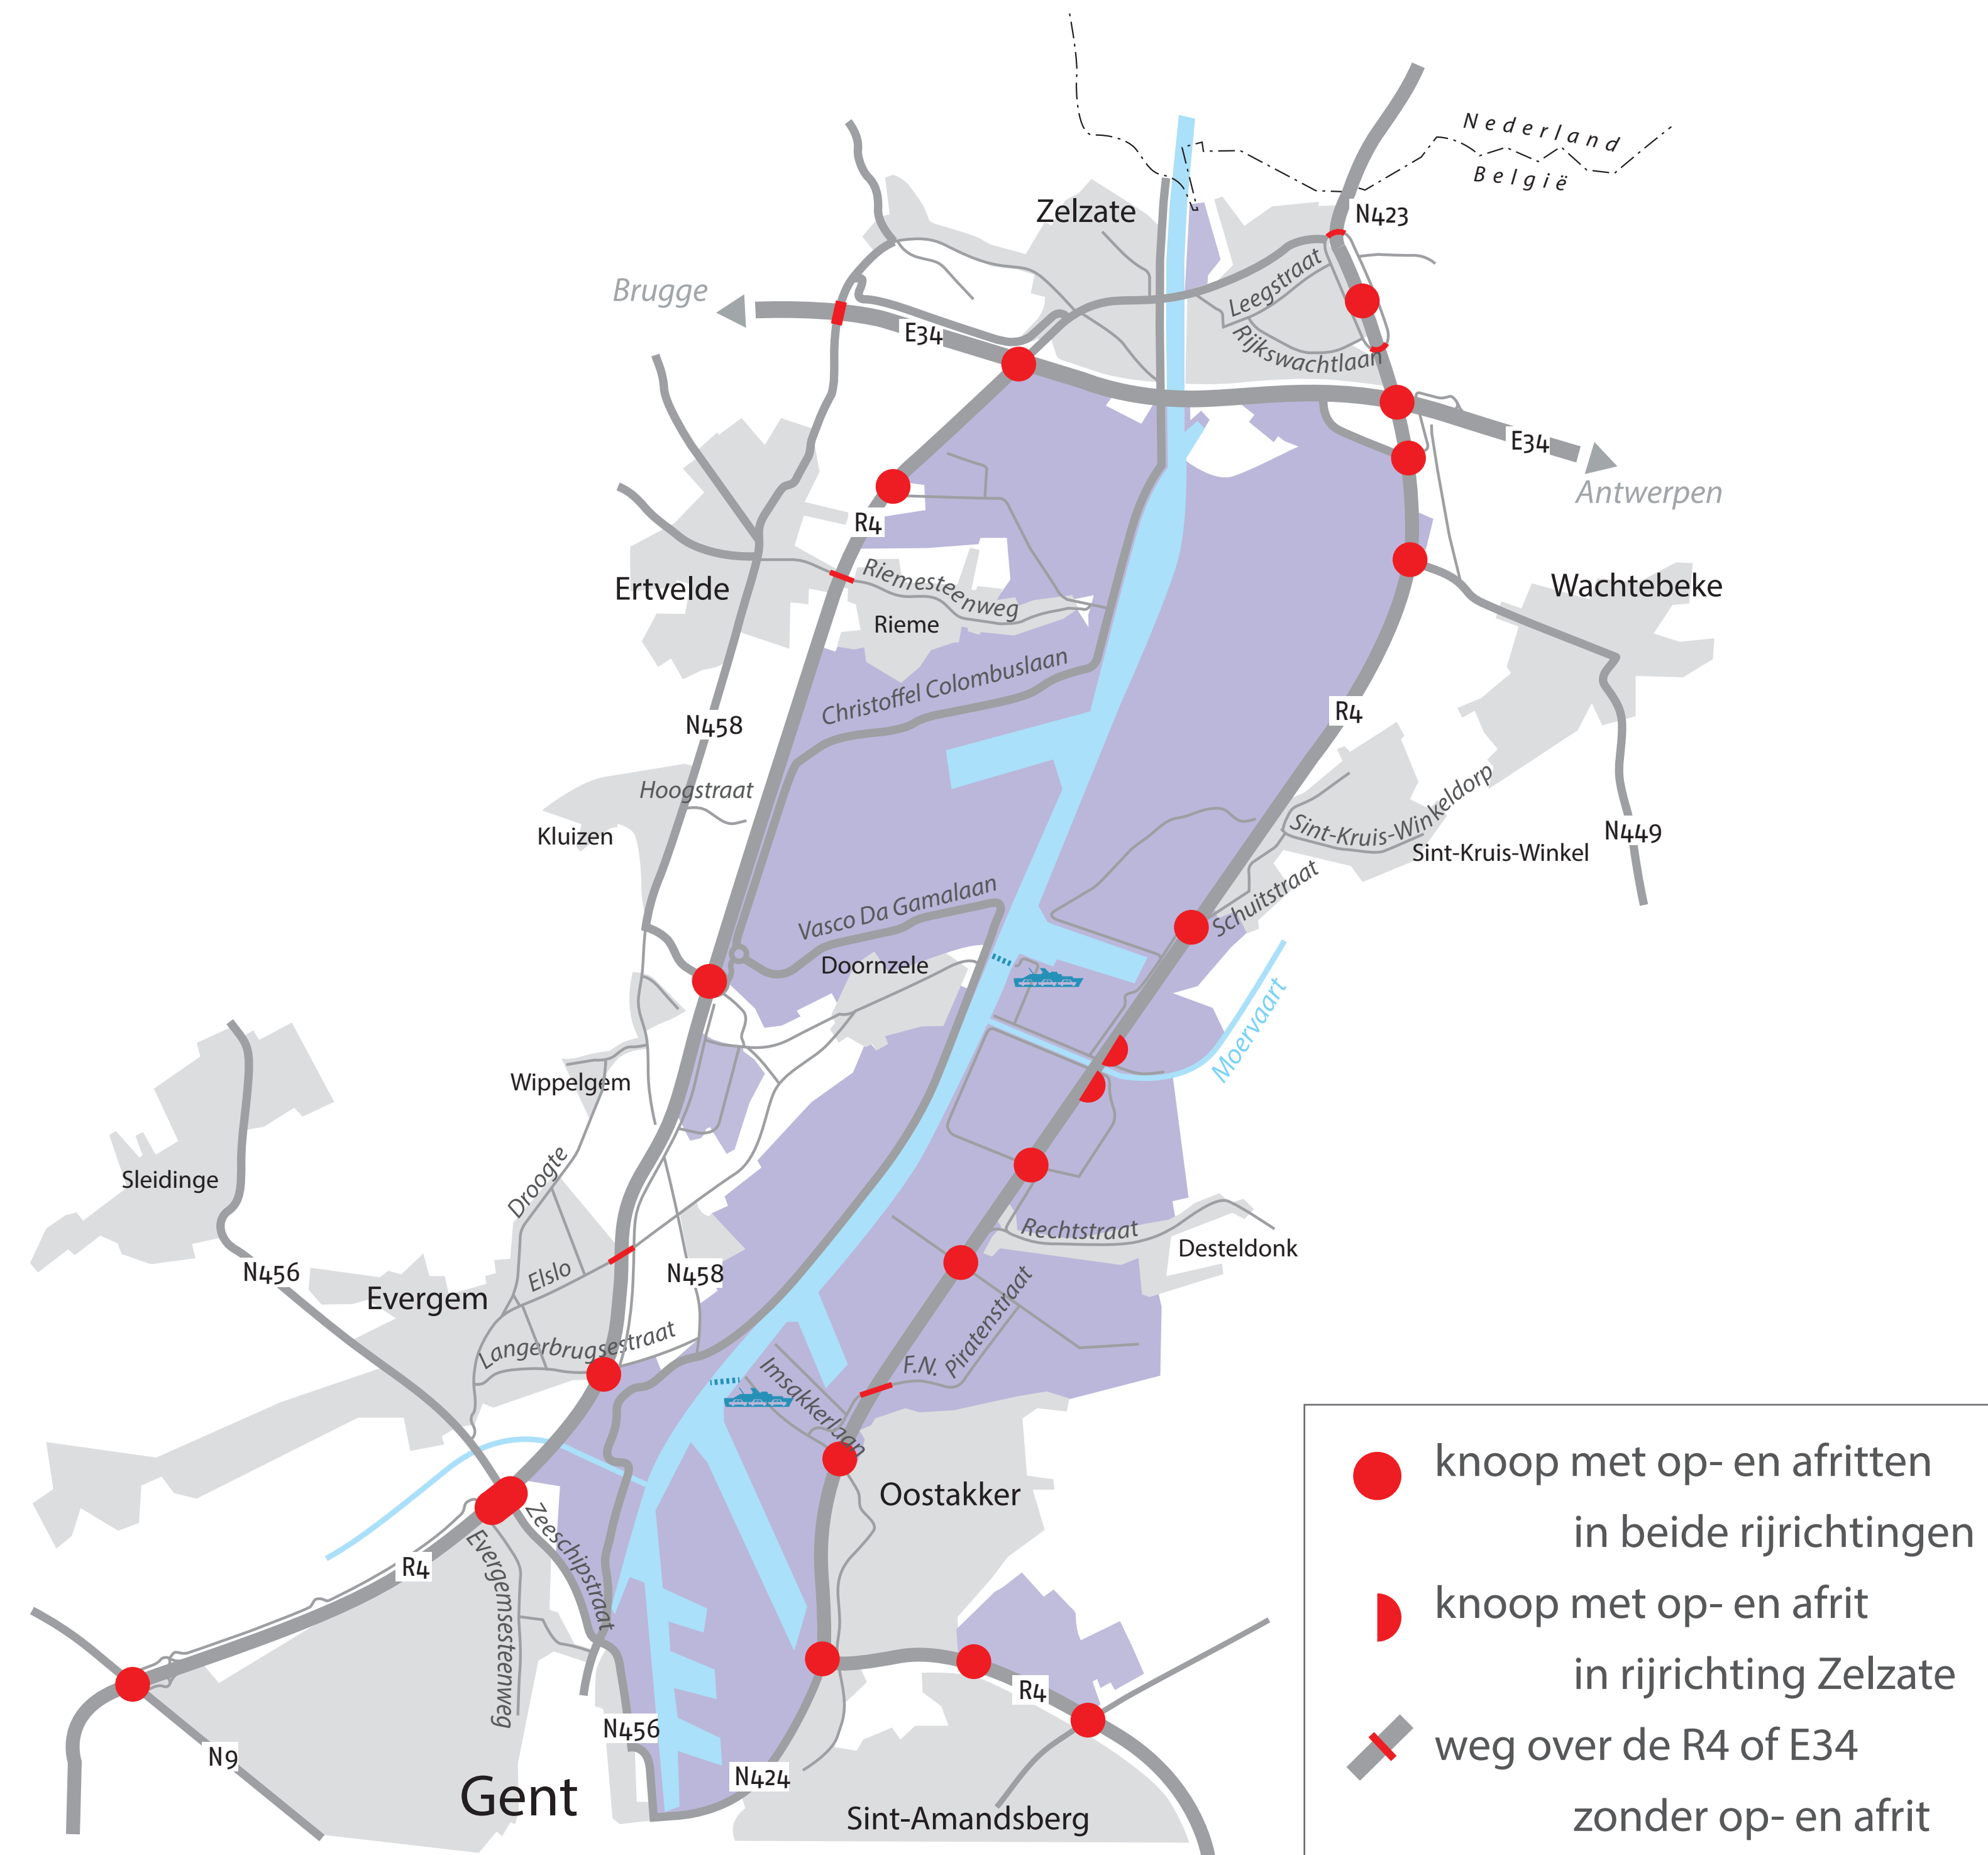 Nederland
België
N423
Zelzate
Leegstraat
Rijkswachtlaan
Brugge
E34
E34
Antwerpen
R4
Riemesteenweg
Ertvelde
Rieme
Wachtebeke
Christoffel Colombuslaan
R4
N458
Hoogstraat
Kluizen
Sint-Kruis-Winkeldorp
N449
Sint-Kruis-Winkel
Schuitstraat
Vasco Da Gamalaan
Doornzele
Moervaart
Wippelgem
Sleidinge
Droogte
Rechtstraat
Desteldonk
N456
Elslo
N458
Evergem
Langerbrugsestraat
F.N. Piratenstraat
Imsakkerlaan
Oostakker
Zeeschipstraat
Evergemsesteenweg
R4
R4
N456
N9
N424
Gent
Sint-Amandsberg
knoop met op- en afritten
in beide rijrichtingen
knoop met op- en afrit
in rijrichting Zelzate
weg over de R4 of E34
zonder op- en afrit